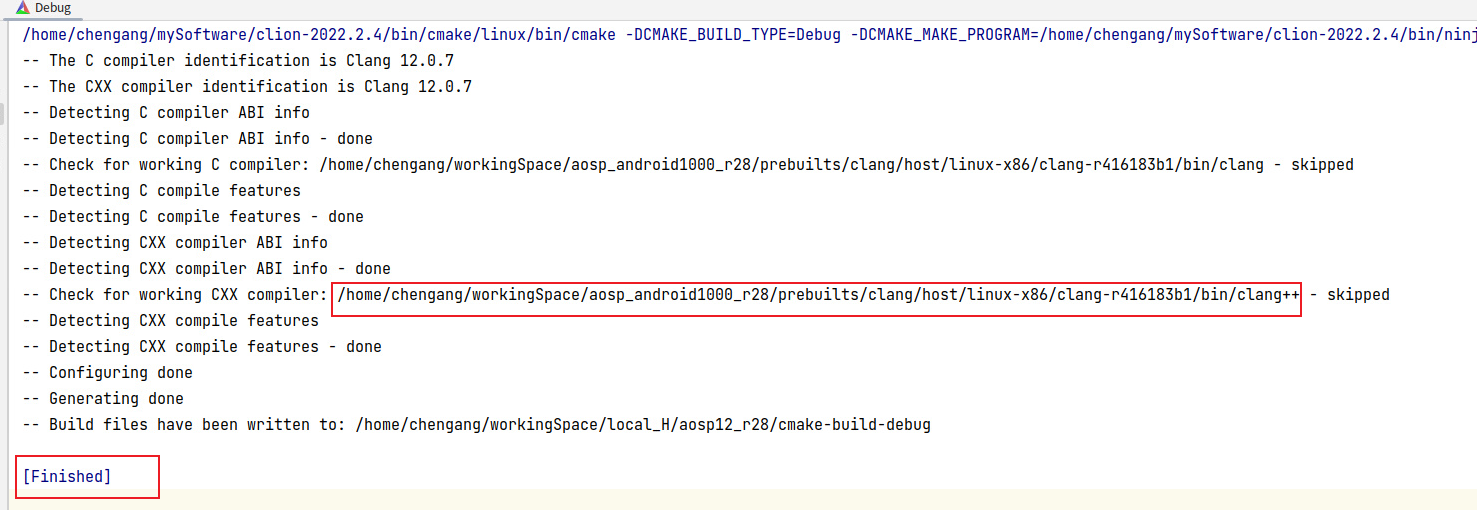 Debug
/home/chengang/mySoftware/clion-2022.2.4/bin/cmake/linux/bin/cmake -DCMAKE_BUILD_TYPE=Debug -DCMAKE_MAKE_PROGRAM=/home/chengang/mySoftware/clion-2022.2.4/bin/ninj
-- The C compiler identification is Clang 12.0.7
-- The CXX compiler identification is Clang 12.0.7
-- Detecting C compiler ABI info
-- Detecting C compiler ABI info - done
-- Check for working C compiler: /home/chengang/workingSpace/aosp_android1000_r28/prebuilts/clang/host/linux-x86/clang-r416183b1/bin/clang - skipped
-- Detecting C compile features
-- Detecting C compile features - done
-- Detecting CXX compiler ABI info
-- Detecting CXX compiler ABI info - done
-- Check for working CXX compiler: /home/chengang/workingSpace/aosp_android1000_r28/prebuilts/clang/host/linux-x86/clang-r416183b1/bin/clang++ - skipped
-- Detecting CXX compile features
-- Detecting CXX compile features - done
-- Configuring done
-- Generating done
-- Build files have been written to: /home/chengang/workingSpace/local_H/aosp12_r28/cmake-build-debug
[Finished]